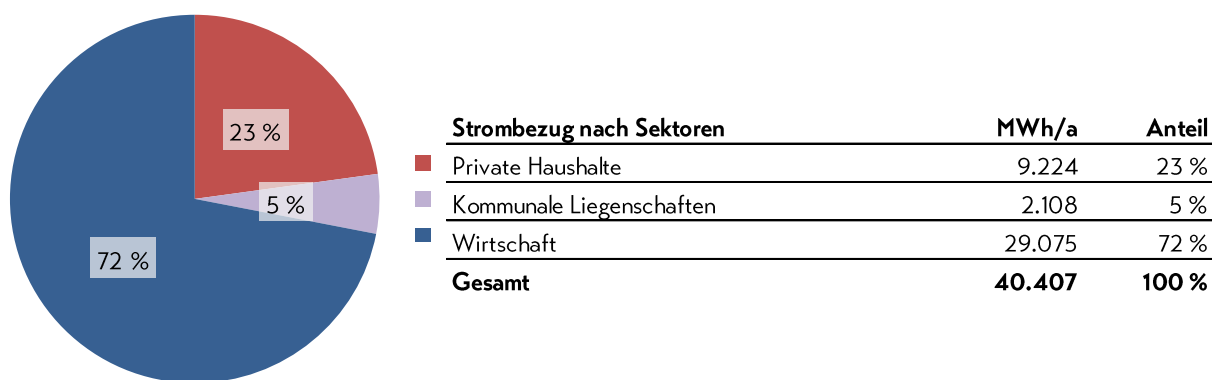 23 %
5 %
72 %
Strombezug nach Sektoren MWh/a Anteil
Private Haushalte 9.224 23 %
Kommunale Liegenschaften 2.108 5 %
Wirtschaft 29.075 72 %
Gesamt 40.407 100 %